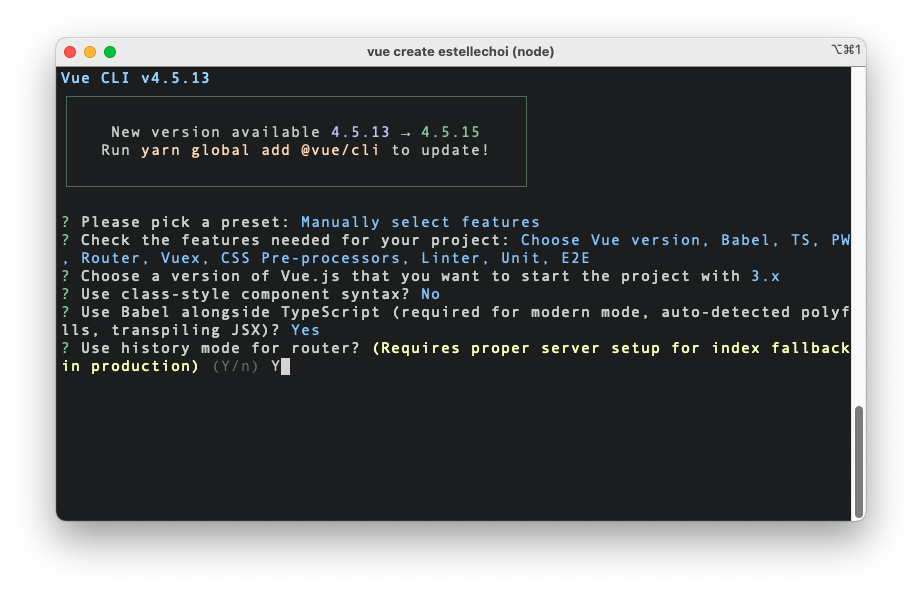 vue create estellechoi (node)
⌥⌘1
Vue CLI v4.5.13
New version available 4.5.13 → 4.5.15
Run yarn global add @vue/cli to update!
? Please pick a preset: Manually select features
? Check the features needed for your project: Choose Vue version, Babel, TS, PW
, Router, Vuex, CSS Pre-processors, Linter, Unit, E2E
? Choose a version of Vue.js that you want to start the project with 3.x
? Use class-style component syntax? No
? Use Babel alongside TypeScript (required for modern mode, auto-detected polyf
lls, transpiling JSX)? Yes
? Use history mode for router? (Requires proper server setup for index fallback
in production) (Y/n) Y